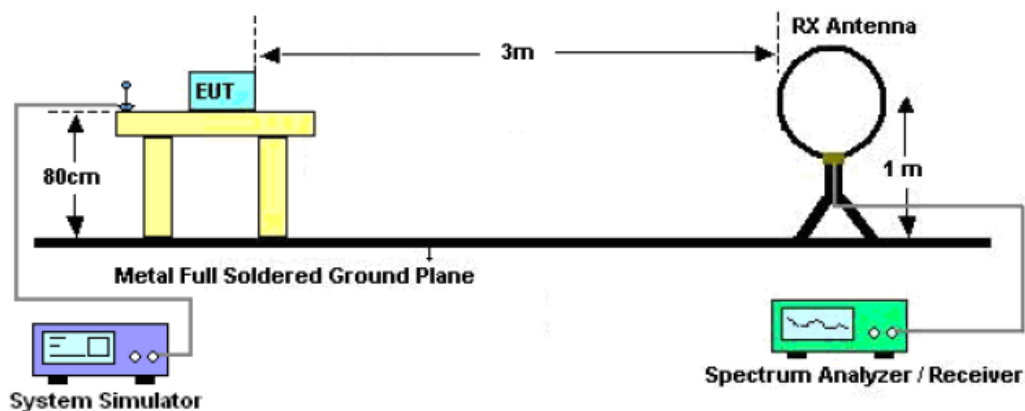 RX Antenna
3m
EUT
80cm
1 m
Metal Full Soldered Ground Plane
System Simulator
Spectrum Analyzer / Receiver